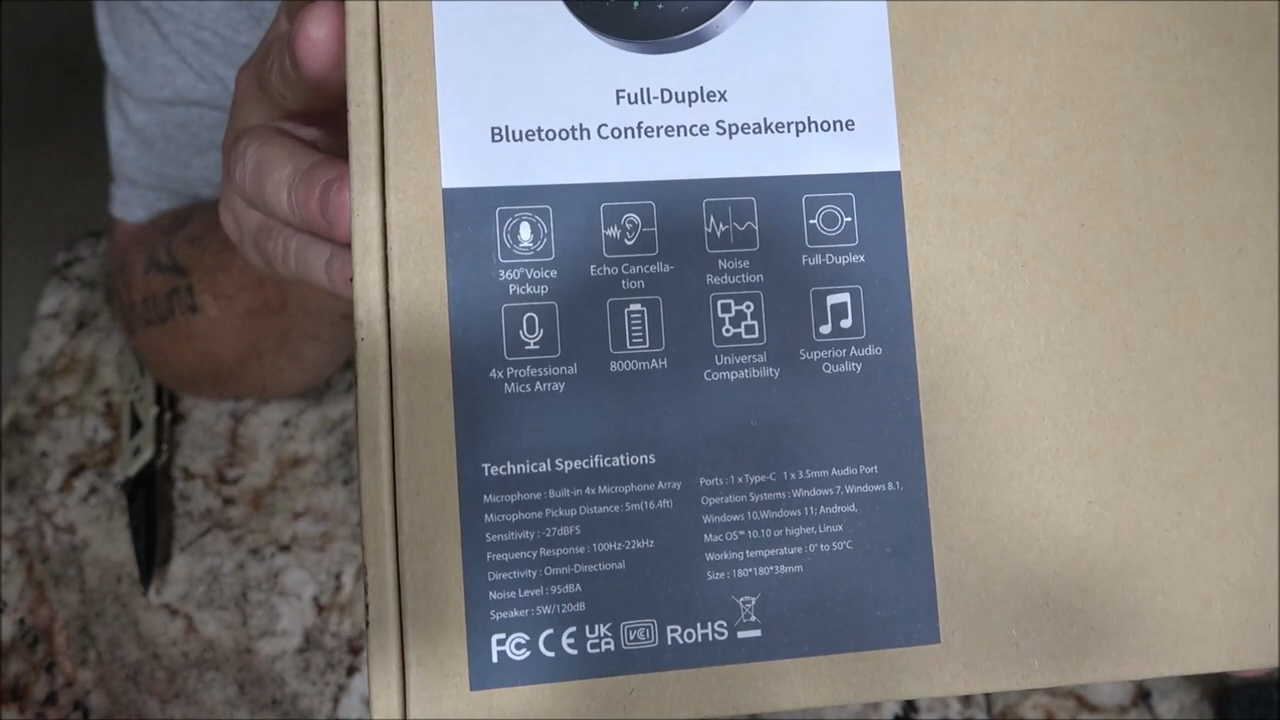 Full-Duplex
Bluetooth Conference Speakerphone
360°Voice
Pickup
Echo Cancella-
tion
Noise
Reduction
Full-Duplex
4x Professional
Mics Array
8000mAH
Universal
Compatibility
Superior Audio
Quality
Technical Specifications
Microphone : Built-in 4x Microphone Array
Microphone Pickup Distance : 5m(16.4ft)
Sensitivity : -27dBFS
Frequency Response : 100Hz-22kHz
Directivity : Omni-Directional
Noise Level : 95dBA
Speaker : 5W/120dB
Ports : 1 x Type-C 1 x 3.5mm Audio Port
Operation Systems : Windows 7, Windows 8.1,
Windows 10,Windows 11; Android,
Mac OS™ 10.10 or higher, Linux
Working temperature : 0° to 50°C
Size : 180*180*38mm
FC CE UK
CA VCCI RoHS